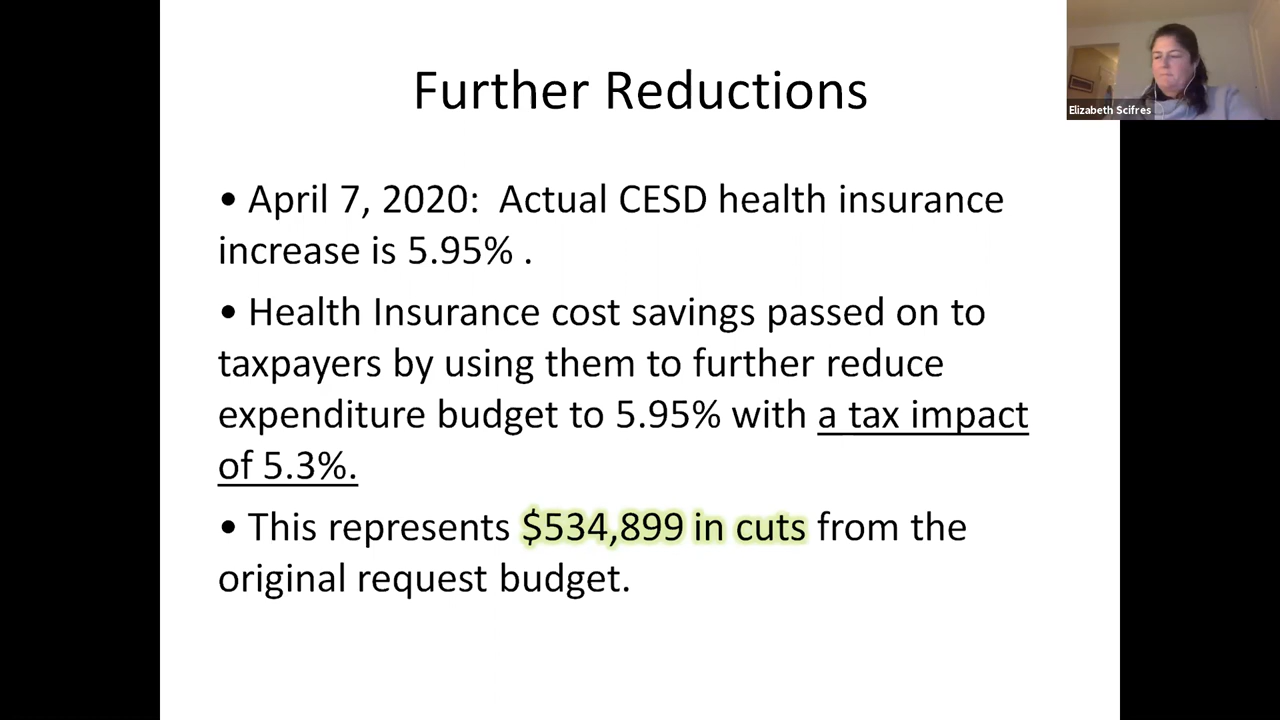 Further Reductions
Elizabeth Scifres
• April 7, 2020:  Actual CESD health insurance
increase is 5.95% .
• Health Insurance cost savings passed on to
taxpayers by using them to further reduce
expenditure budget to 5.95% with a tax impact
of 5.3%.
• This represents $534,899 in cuts from the
original request budget.